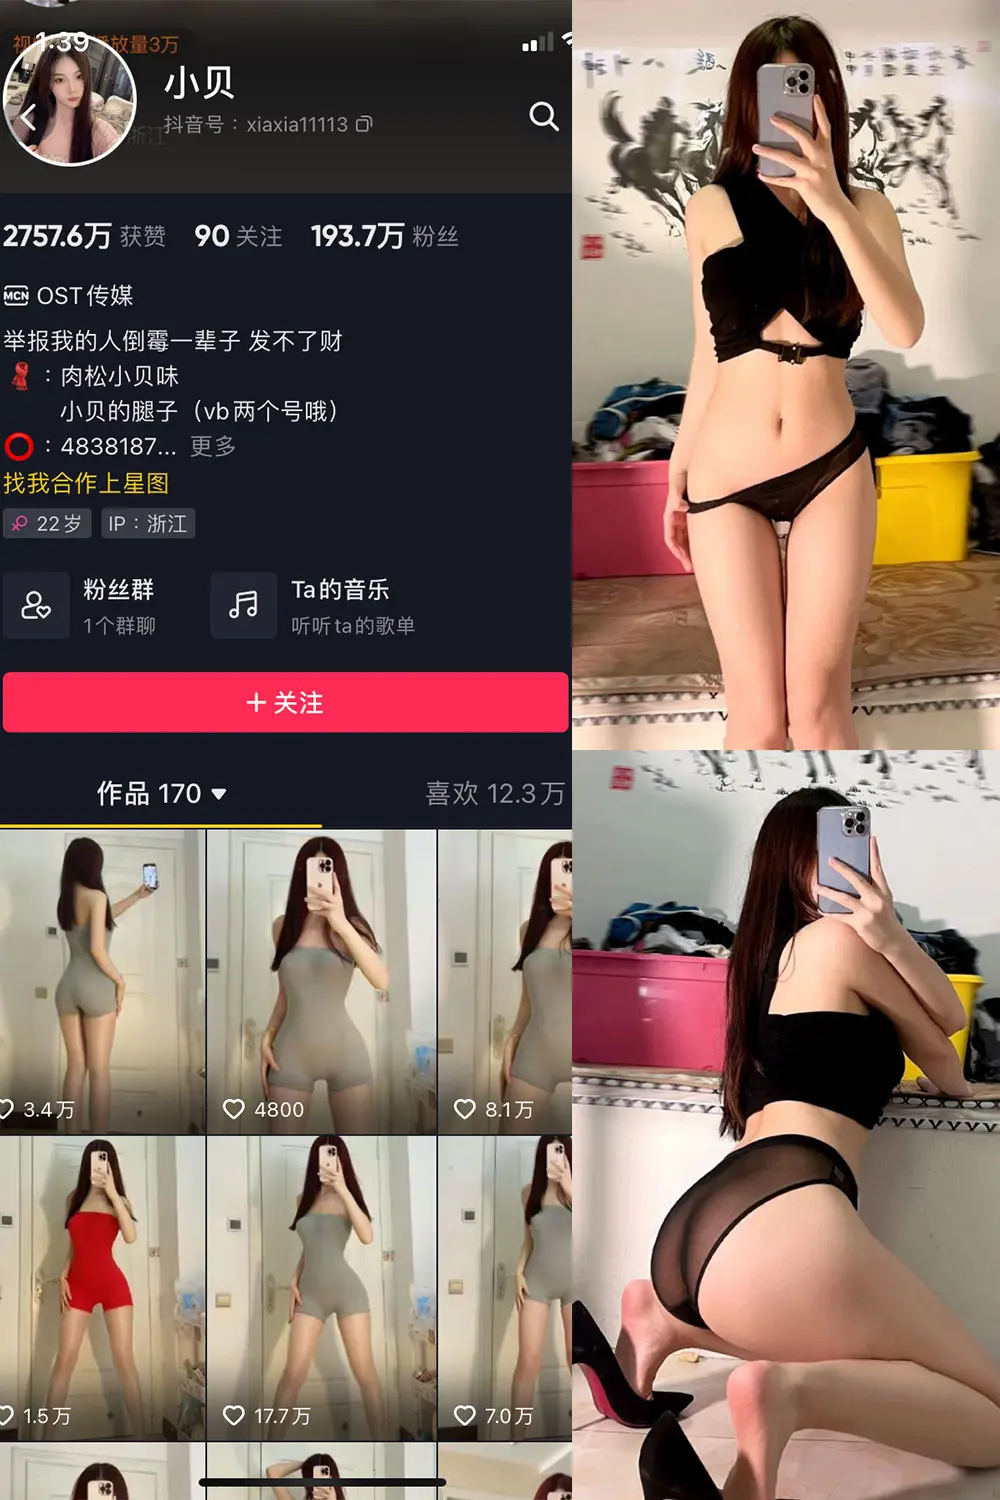 1:39
播放量3万
小贝
抖音号：xiaxia11113
浙江
2757.6万 获赞 90 关注 193.7万 粉丝
MCN OST传媒
举报我的人倒霉一辈子 发不了财
：肉松小贝味
小贝的腿子（vb两个号哦）
：4838187... 更多
找我合作上星图
22岁 IP：浙江
粉丝群
1个群聊
Ta的音乐
听听ta的歌单
+ 关注
作品 170
喜欢 12.3万
3.4万
4800
8.1万
1.5万
17.7万
7.0万